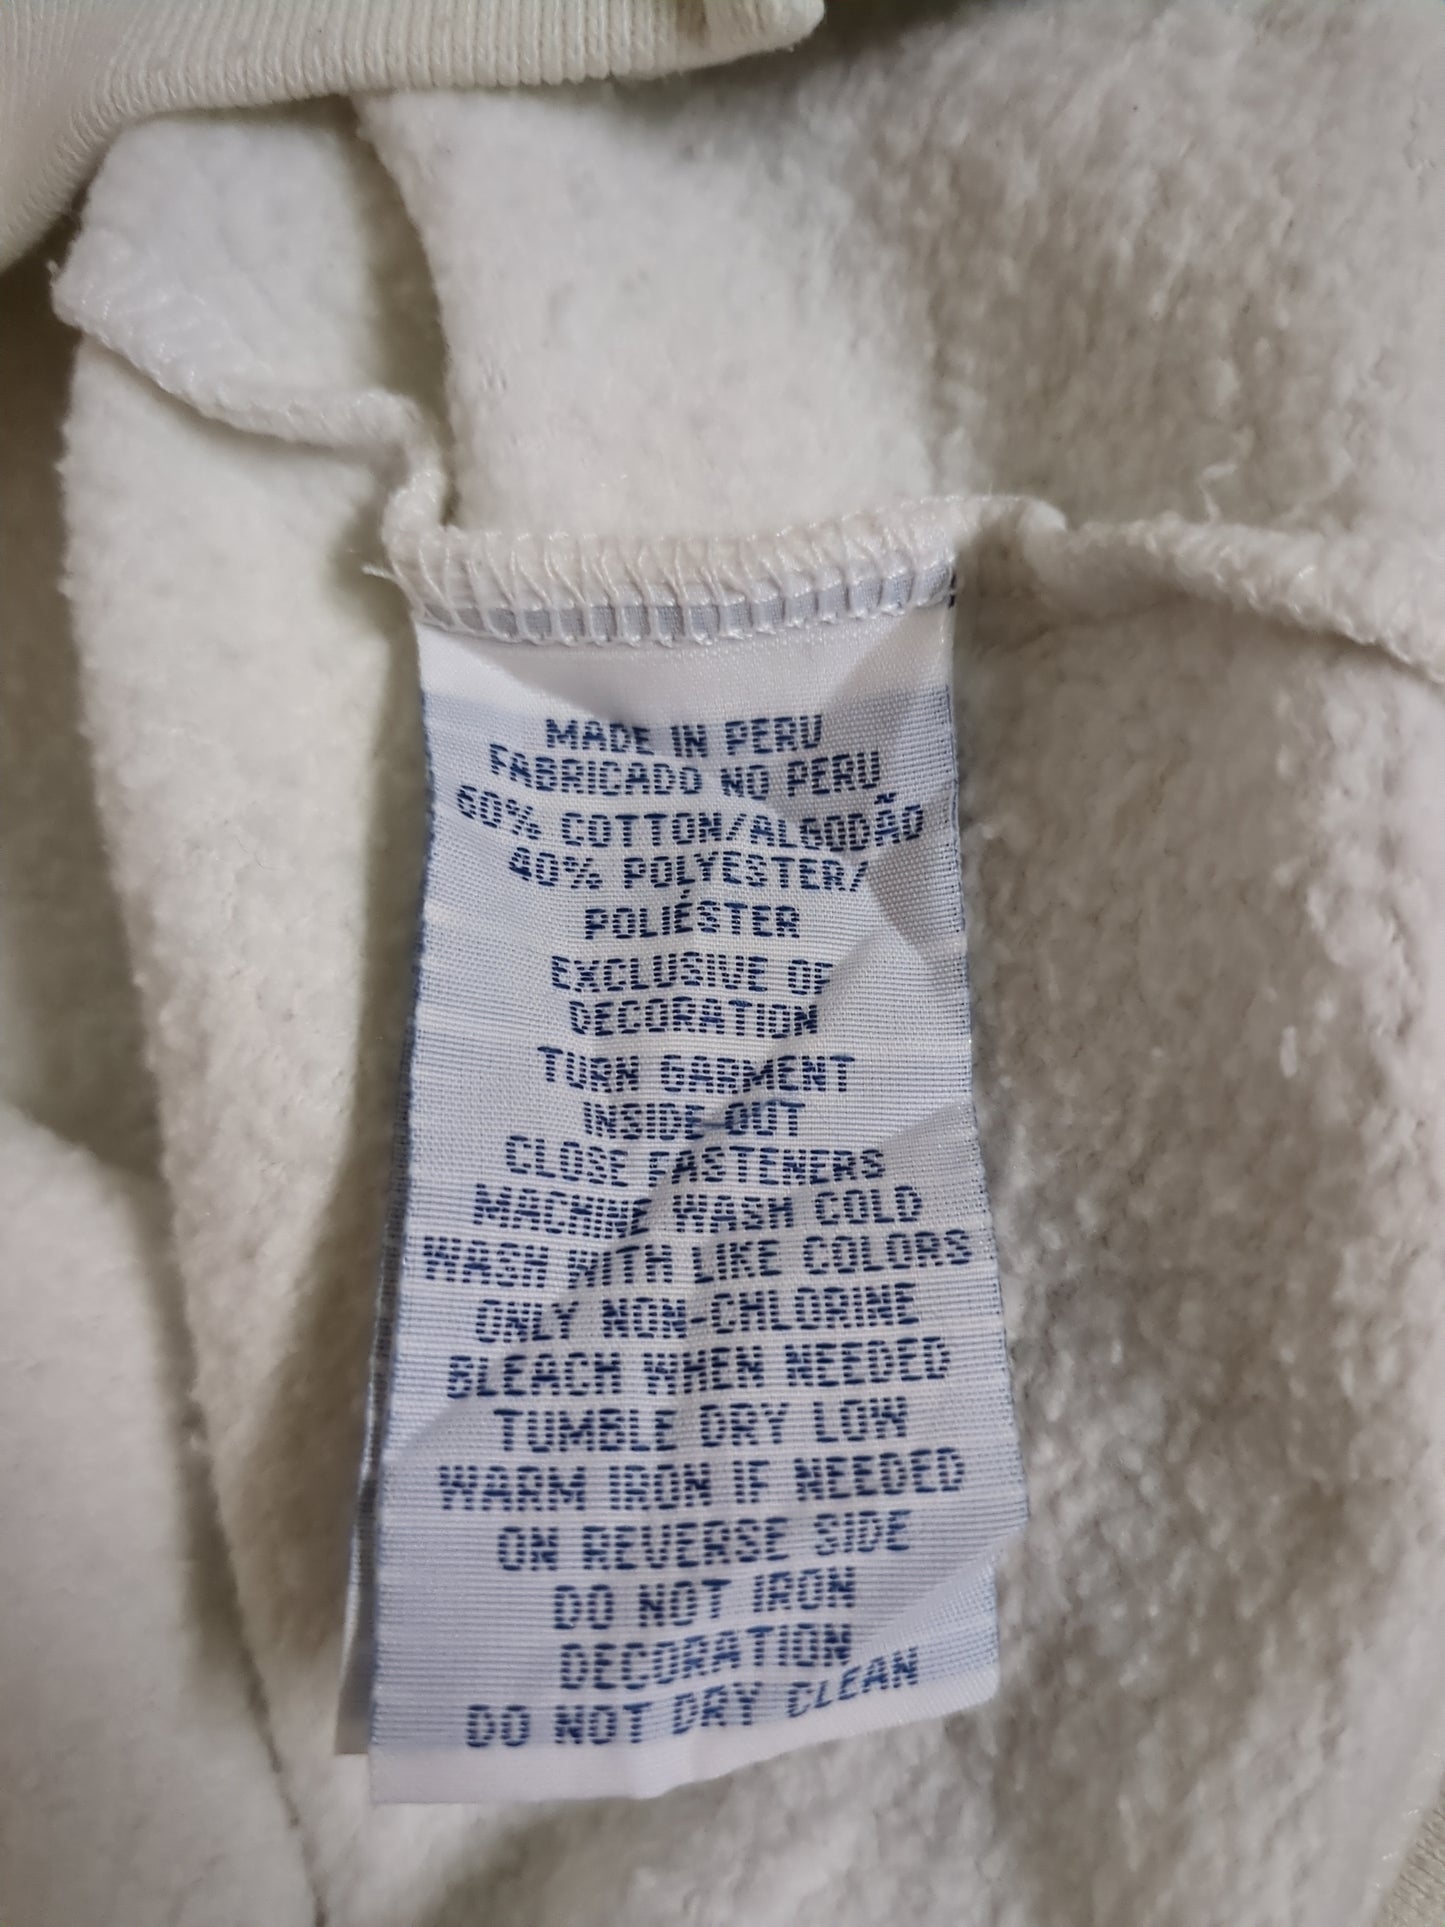 MADE IN PERU
FABRICADO NO PERU
60% COTTON/ALGODÃO
40% POLYESTER/
POLIÉSTER
EXCLUSIVE OF
DECORATION
TURN GARMENT
INSIDE OUT
CLOSE FASTENERS
MACHINE WASH COLD
WASH WITH LIKE COLORS
ONLY NON-CHLORINE
BLEACH WHEN NEEDED
TUMBLE DRY LOW
WARM IRON IF NEEDED
ON REVERSE SIDE
DO NOT IRON
DECORATION
DO NOT DRY CLEAN